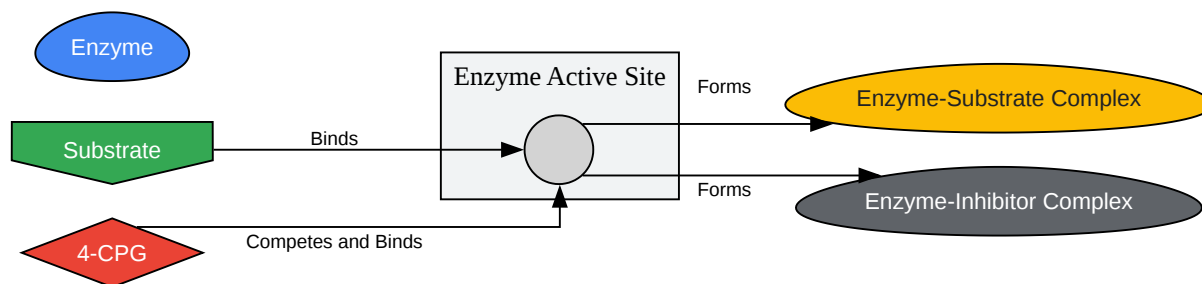 Enzyme
Enzyme Active Site
Forms
Enzyme-Substrate Complex
Substrate
Binds
Forms
Enzyme-Inhibitor Complex
4-CPG
Competes and Binds